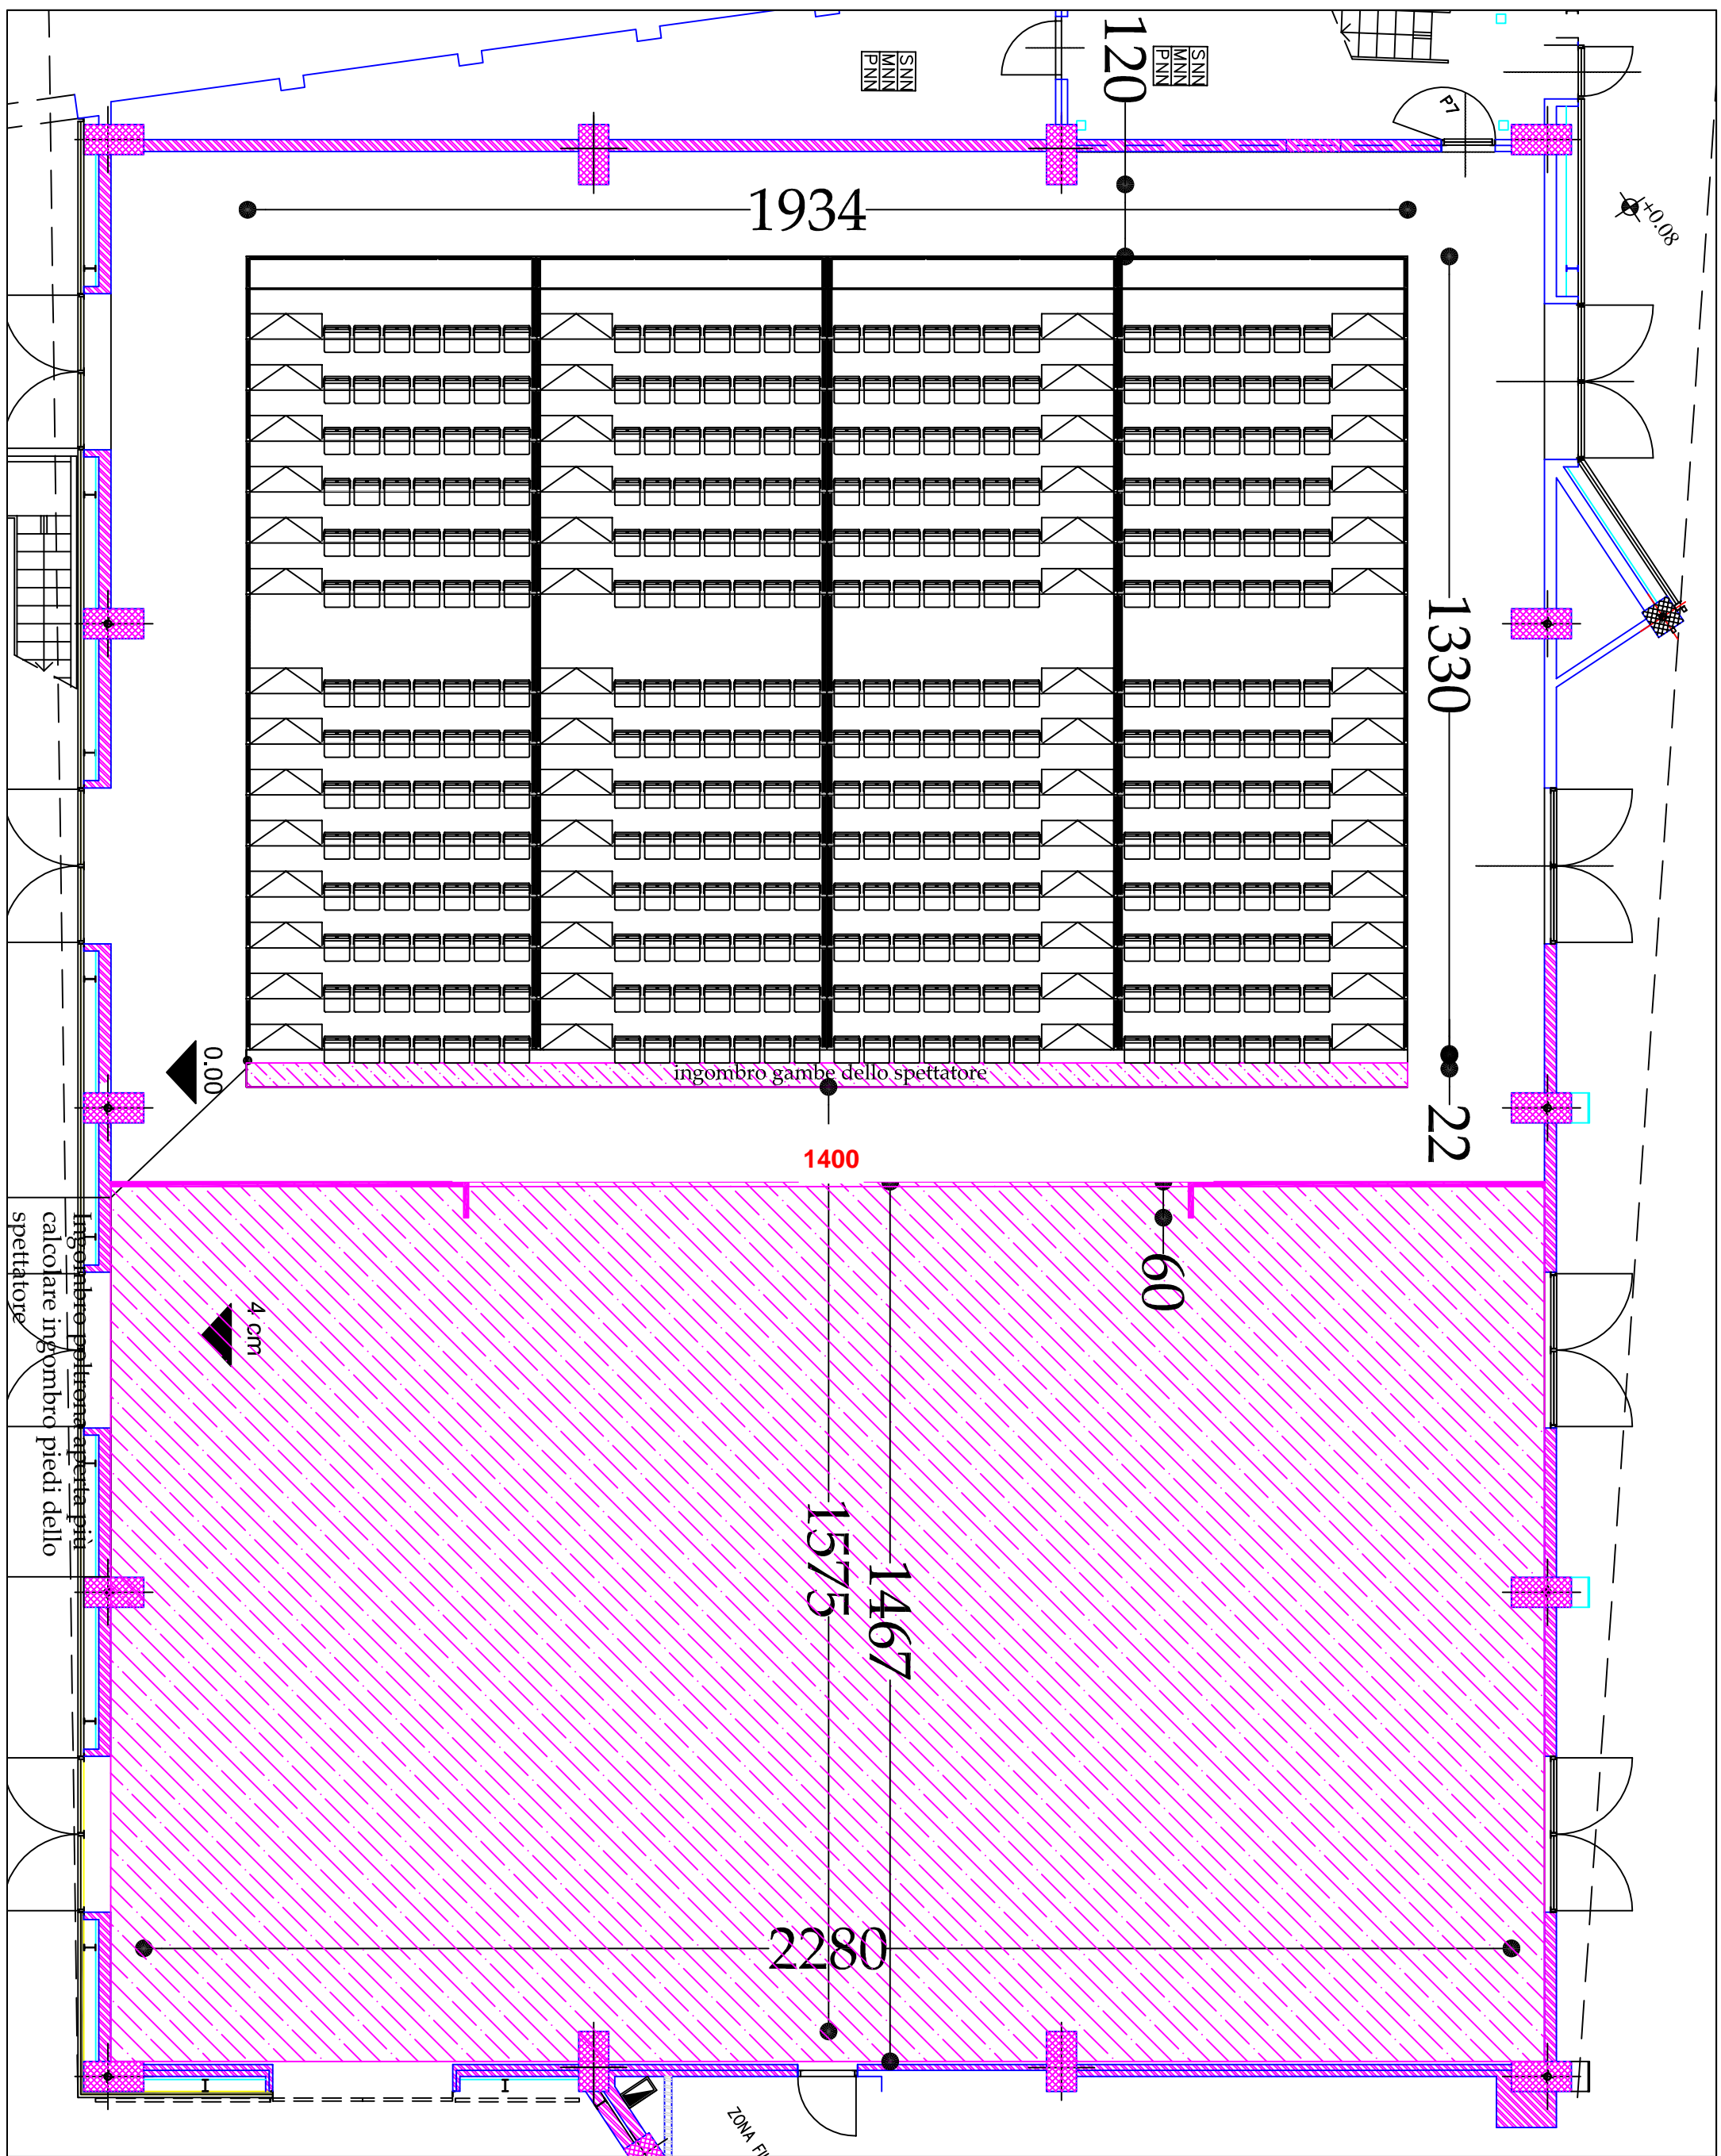 120
SNN
MNN
PNN
SNN
MNN
PNN
P7
+0.08
1934
1330
0.00
ingombro gambe dello spettatore
22
1400
60
Ingombro poltrona aperta più
calcolare ingombro piedi dello
spettatore
4 cm
1575
1467
2280
ZONA